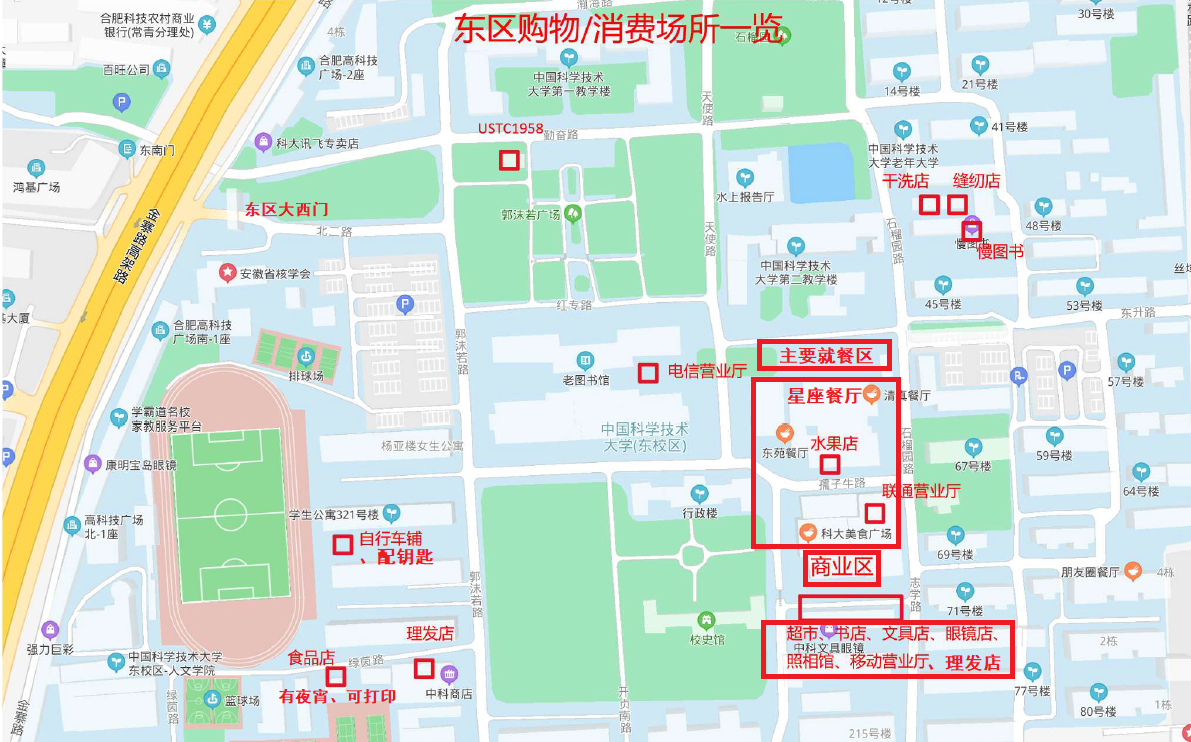 东区购物/消费场所一览
合肥科技农村商业
银行(常青分理处)
4栋
瀚海路
石榴园
30号楼
百旺公司
合肥高科技
广场-2座
中国科学技术
大学第一教学楼
14号楼
21号楼
天使路
USTC1958
勤奋路
41号楼
东南门
科大讯飞专卖店
中国科学技术
大学老年大学
鸿基广场
水上报告厅
干洗店
缝纫店
东区大西门
郭沫若广场
48号楼
金寨路高架路
北二路
天使路
石榴园路
慢图书
慢图书
安徽省核学会
中国科学技术
大学第二教学楼
45号楼
53号楼
红专路
东升路
合肥高科技
广场南-1座
郭沫若路
排球场
老图书馆
电信营业厅
主要就餐区
57号楼
星座餐厅
清真餐厅
学霸道名校
家教服务平台
杨亚楼女生公寓
中国科学技术
大学(东校区)
东苑餐厅
水果店
石榴园路
康明宝岛眼镜
67号楼
59号楼
孺子牛路
联通营业厅
64号楼
高科技广场
北-1座
学生公寓321号楼
行政楼
科大美食广场
自行车铺
、配钥匙
69号楼
商业区
朋友圈餐厅
4栋
郭沫若路
志学路
71号楼
强力巨彩
理发店
校史馆
超市、书店、文具店、眼镜店、
中科文具眼镜
照相馆、移动营业厅、理发店
2栋
中国科学技术大学
东校区-人文学院
食品店
绿茵路
有夜宵、可打印
中科商店
77号楼
绿茵路
篮球场
80号楼
1栋
金寨路
215号楼